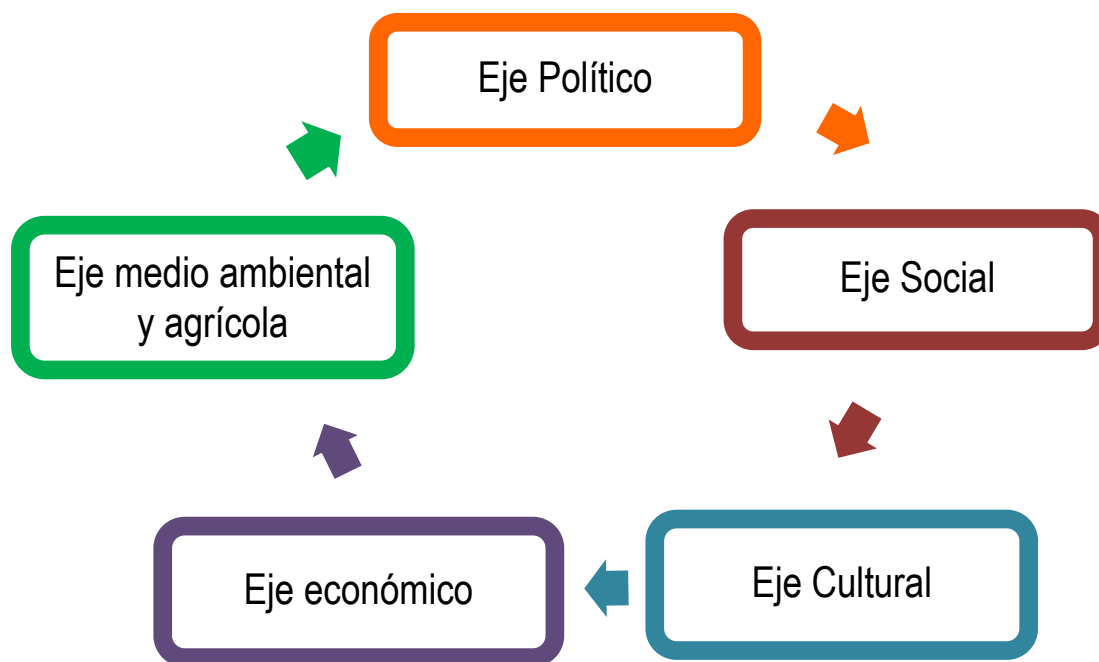 Eje Político
Eje Social
Eje Cultural
Eje económico
Eje medio ambiental
y agrícola